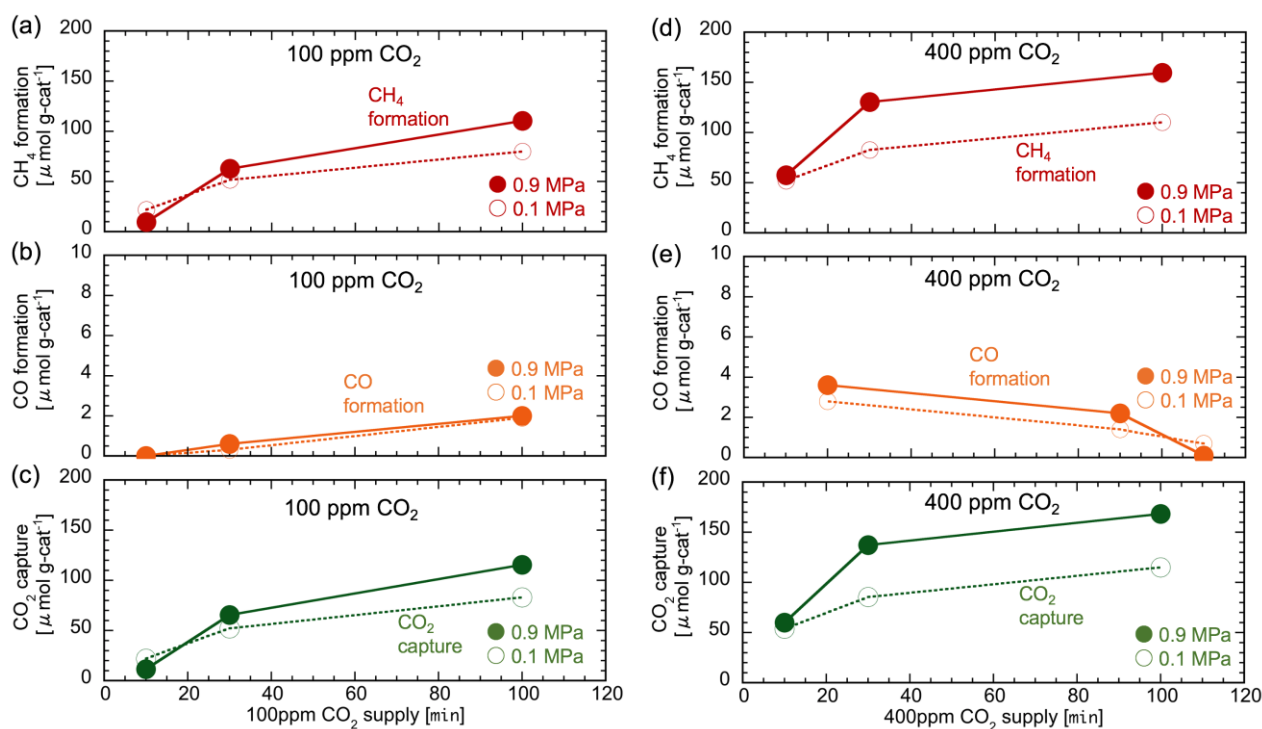 (a)
200
150
100
50
0
CH₄ formation
[μ mol g-cat⁻¹]
100 ppm CO₂
CH₄
formation
0.9 MPa
0.1 MPa
(b)
10
8
6
4
2
0
CO formation
[μ mol g-cat⁻¹]
100 ppm CO₂
CO
formation
0.9 MPa
0.1 MPa
(c)
200
150
100
50
0
CO₂ capture
[μ mol g-cat⁻¹]
100 ppm CO₂
CO₂
capture
0.9 MPa
0.1 MPa
0 20 40 60 80 100 120
100ppm CO₂ supply [min]
(d)
200
150
100
50
0
CH₄ formation
[μ mol g-cat⁻¹]
400 ppm CO₂
CH₄
formation
0.9 MPa
0.1 MPa
(e)
10
8
6
4
2
0
CO formation
[μ mol g-cat⁻¹]
400 ppm CO₂
CO
formation
0.9 MPa
0.1 MPa
(f)
200
150
100
50
0
CO₂ capture
[μ mol g-cat⁻¹]
400 ppm CO₂
CO₂
capture
0.9 MPa
0.1 MPa
0 20 40 60 80 100 120
400ppm CO₂ supply [min]